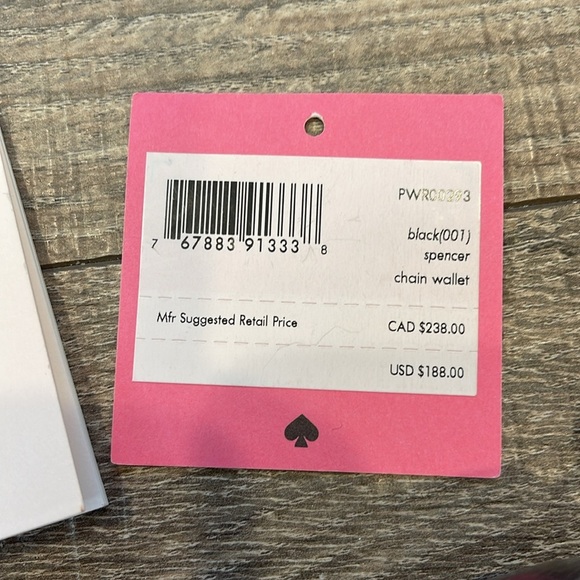 7 67883 91333 8
black(001)
spencer
chain wallet
Mfr Suggested Retail Price
CAD $238.00
USD $188.00